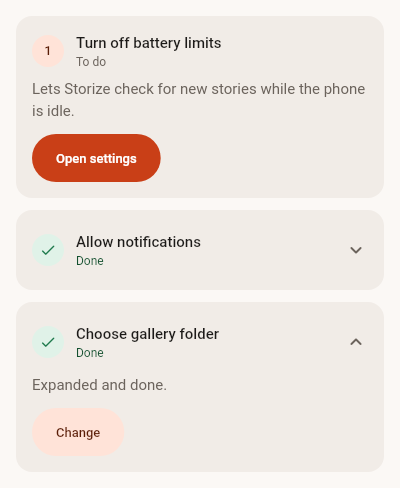 1
Turn off battery limits
To do
Lets Storize check for new stories while the phone
is idle.
Open settings
Allow notifications
Done
Choose gallery folder
Done
Expanded and done.
Change